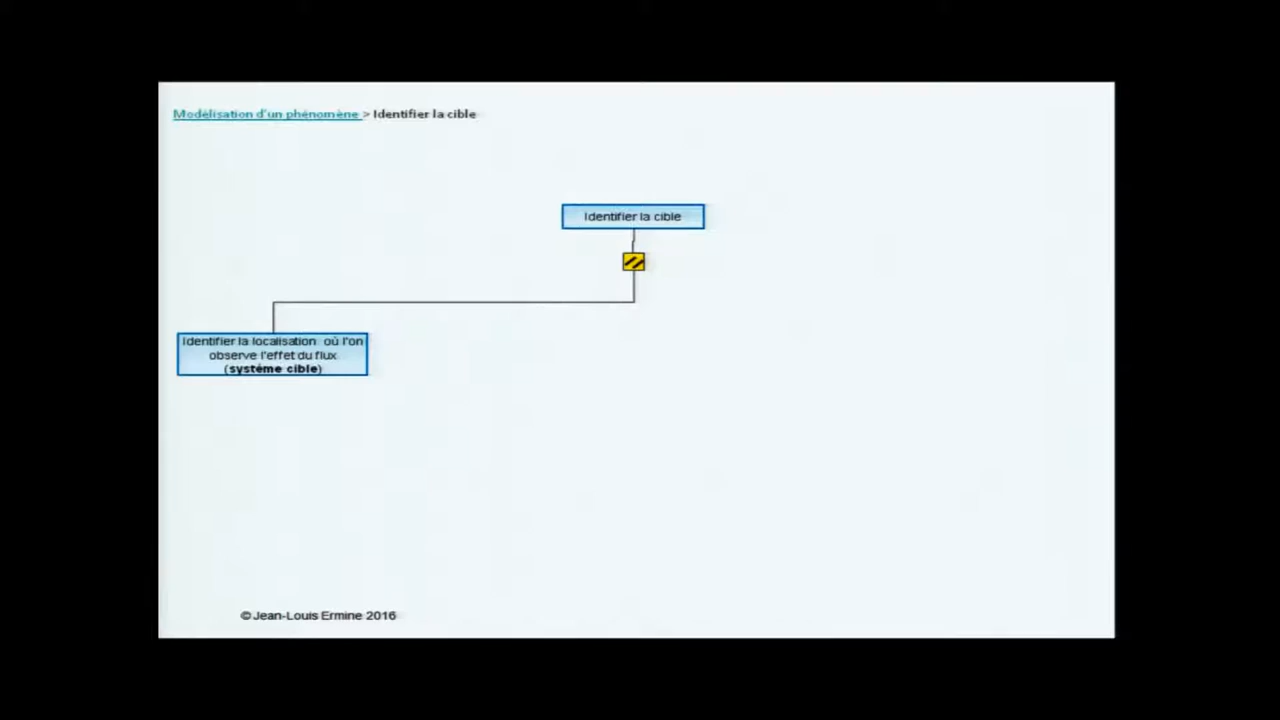 Modélisation d'un phénomène > Identifier la cible
Identifier la cible
Identifier la localisation où l'on
observe l'effet du flux
(système cible)
© Jean-Louis Ermine 2016